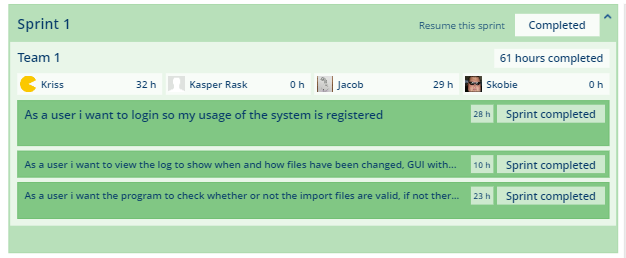 Sprint 1 Resume this sprint Completed
Team 1 61 hours completed
Kriss 32 h Kasper Rask 0 h Jacob 29 h Skobie 0 h
As a user i want to login so my usage of the system is registered 28 h Sprint completed
As a user i want to view the log to show when and how files have been changed, GUI with... 10 h Sprint completed
As a user i want the program to check whether or not the import files are valid, if not ther... 23 h Sprint completed